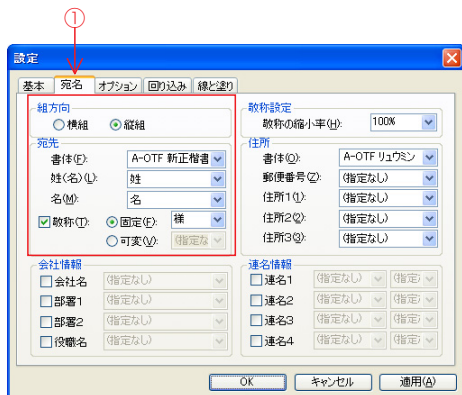 ①
設定
基本 宛名 オプション 回り込み 線と塗り
組方向
横組 縦組
宛先
書体(F): A-OTF 新正楷書
姓(名)(L): 姓
名(M): 名
敬称(T): 固定(E): 様
可変(V): (指定な
敬称設定
敬称の縮小率(H): 100%
住所
書体(O): A-OTF リュウミン
郵便番号(Z): (指定なし)
住所1(1): (指定なし)
住所2(2): (指定なし)
住所3(3): (指定なし)
会社情報
会社名 (指定なし)
部署1 (指定なし)
部署2 (指定なし)
役職名 (指定なし)
連名情報
連名1 (指定なし) (指定
連名2 (指定なし) (指定
連名3 (指定なし) (指定
連名4 (指定なし) (指定
OK キャンセル 適用(A)